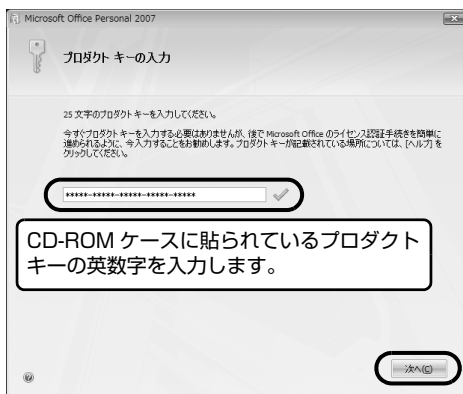 Microsoft Office Personal 2007
プロダクト キーの入力
25 文字のプロダクト キーを入力してください。
今すぐプロダクト キーを入力する必要はありませんが、後で Microsoft Office のライセンス認証手続きを簡単に
進められるように、今入力することをお勧めします。プロダクト キーが記載されている場所については、[ヘルプ] を
クリックしてください。
*****-*****-*****-*****-*****
CD-ROM ケースに貼られているプロダクト
キーの英数字を入力します。
次へ(C)